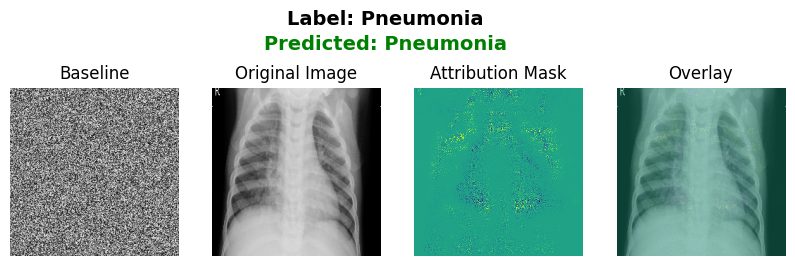 Label: Pneumonia
Predicted: Pneumonia
Baseline
Original Image
Attribution Mask
Overlay
R
R